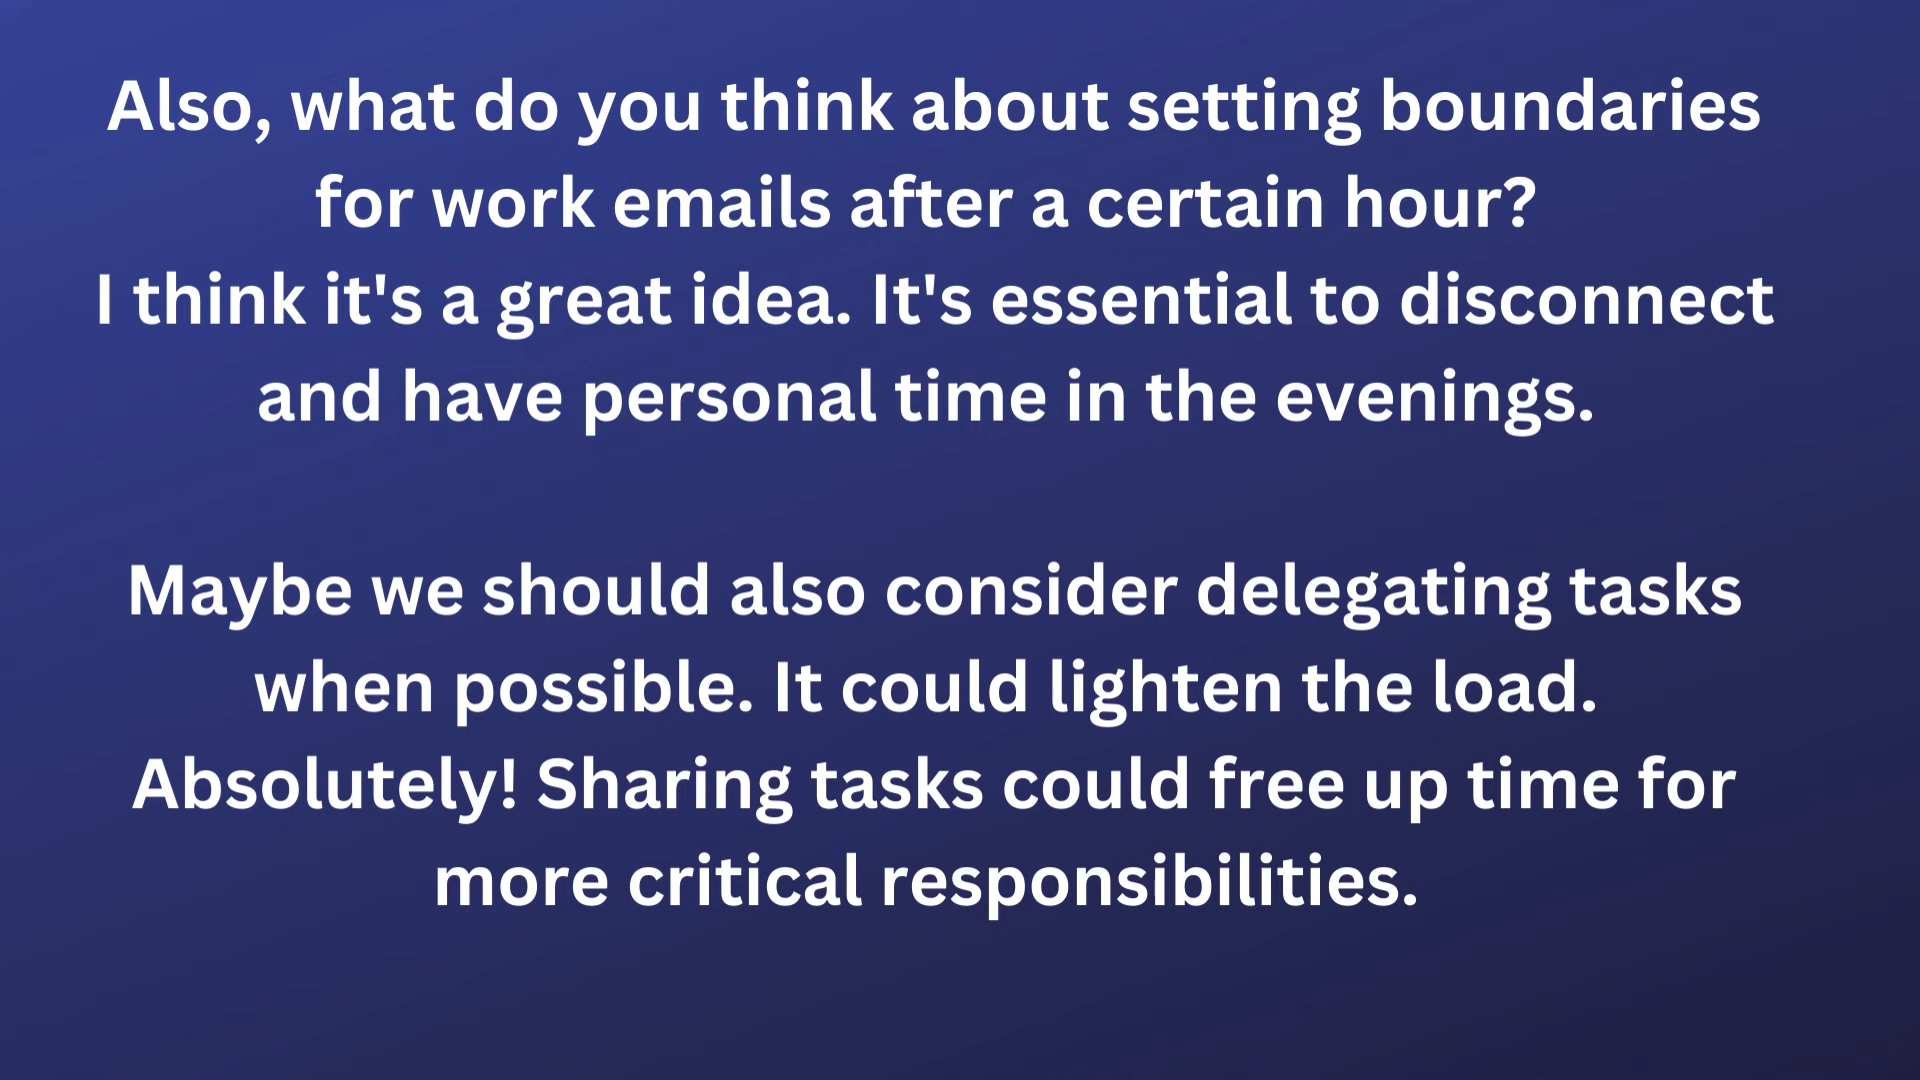 Also, what do you think about setting boundaries
for work emails after a certain hour?
I think it's a great idea. It's essential to disconnect
and have personal time in the evenings.
Maybe we should also consider delegating tasks
when possible. It could lighten the load.
Absolutely! Sharing tasks could free up time for
more critical responsibilities.